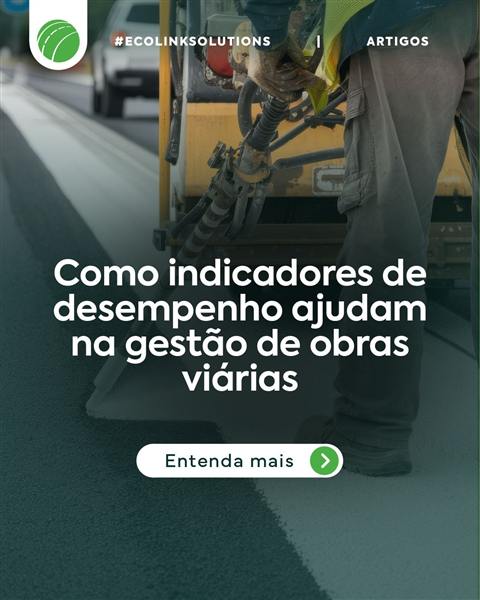 #ECOLINKSOLUTIONS | ARTIGOS
Como indicadores de
desempenho ajudam
na gestão de obras
viárias
Entenda mais